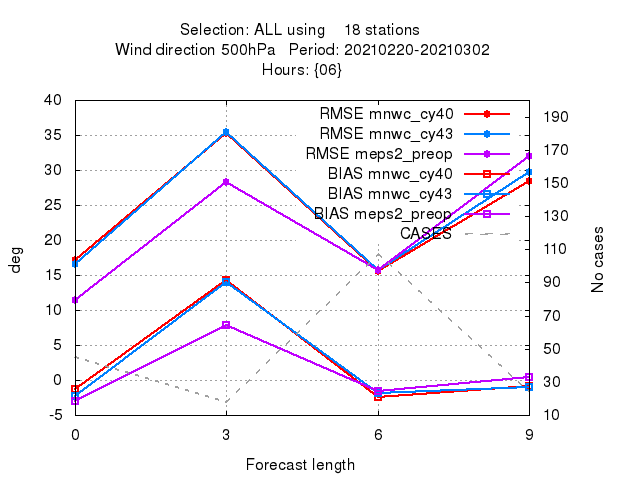 Selection: ALL using 18 stations
Wind direction 500hPa Period: 20210220-20210302
Hours: {06}
RMSE mnwc_cy40
RMSE mnwc_cy43
RMSE meps2_preop
BIAS mnwc_cy40
BIAS mnwc_cy43
BIAS meps2_preop
CASES
deg
40
35
30
25
20
15
10
5
0
-5
No cases
190
170
150
130
110
90
70
50
30
10
0 3 6 9
Forecast length